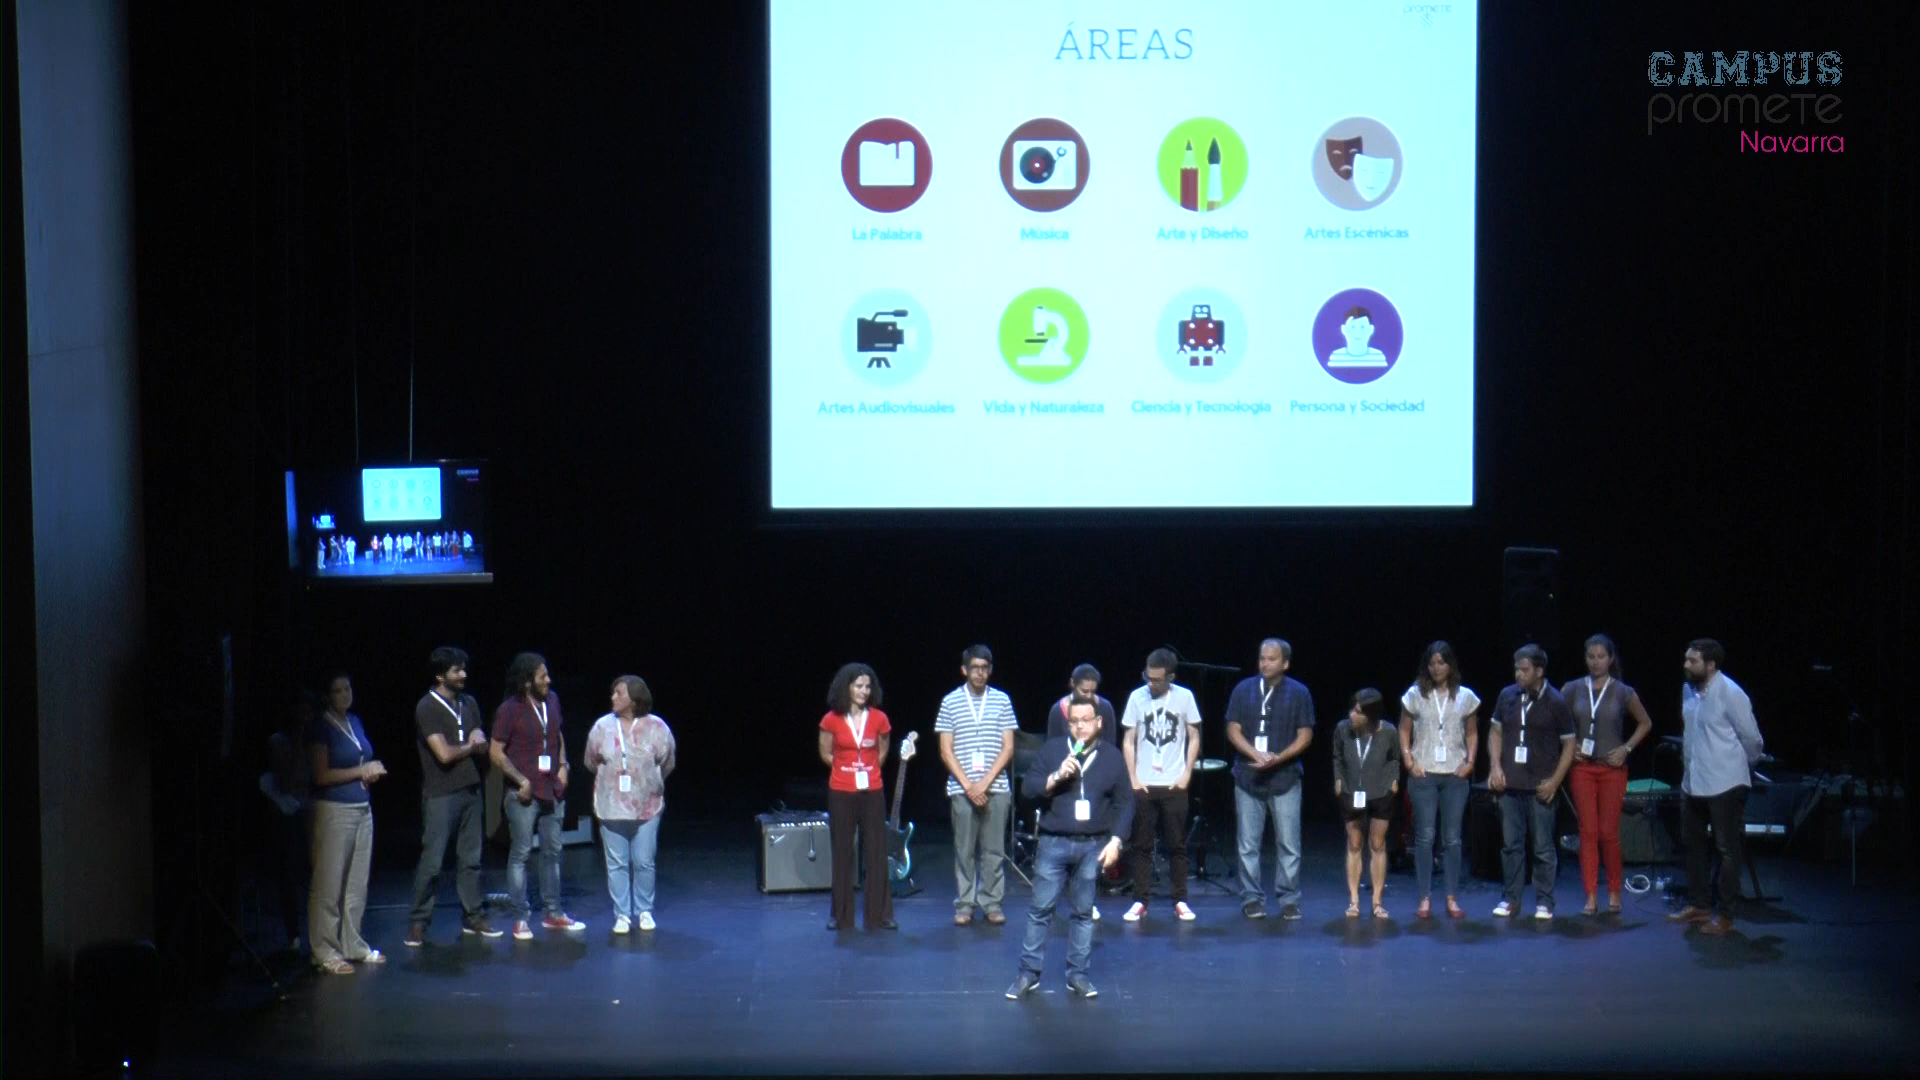 promete
ÁREAS
CAMPUS
promete
Navarra
La Palabra
Música
Arte y Diseño
Artes Escénicas
Artes Audiovisuales
Vida y Naturaleza
Ciencia y Tecnología
Persona y Sociedad